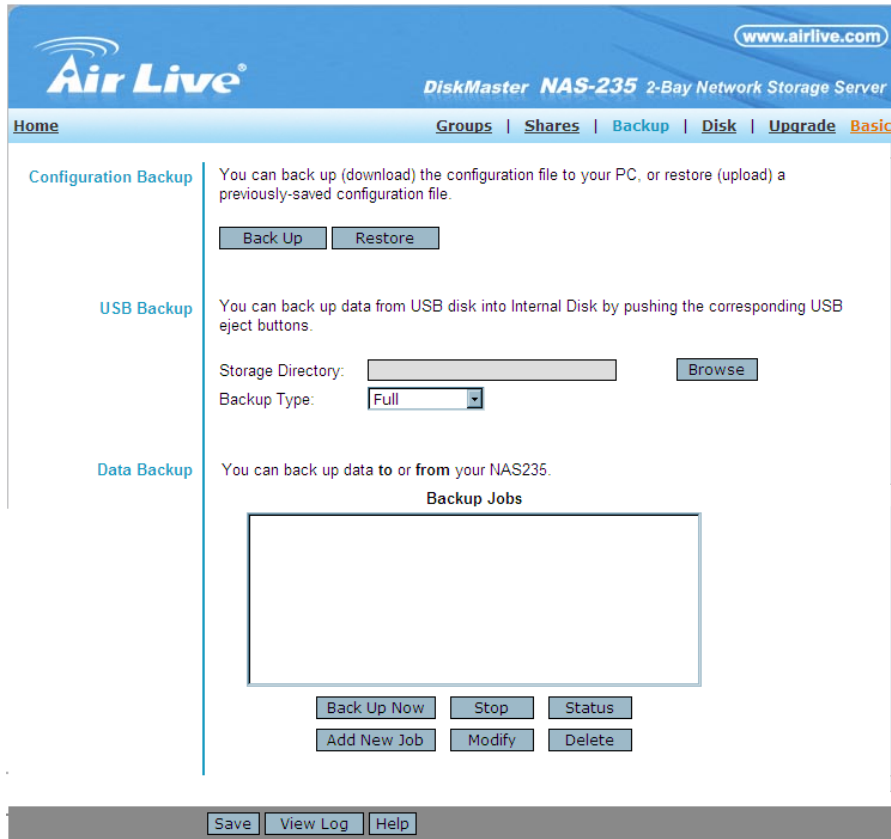 www.airlive.com
Air Live®
DiskMaster NAS-235 2-Bay Network Storage Server
Home Groups | Shares | Backup | Disk | Upgrade Basic
Configuration Backup
You can back up (download) the configuration file to your PC, or restore (upload) a
previously-saved configuration file.
Back Up Restore
USB Backup
You can back up data from USB disk into Internal Disk by pushing the corresponding USB
eject buttons.
Storage Directory: Browse
Backup Type: Full
Data Backup
You can back up data to or from your NAS235.
Backup Jobs
Back Up Now Stop Status
Add New Job Modify Delete
Save View Log Help